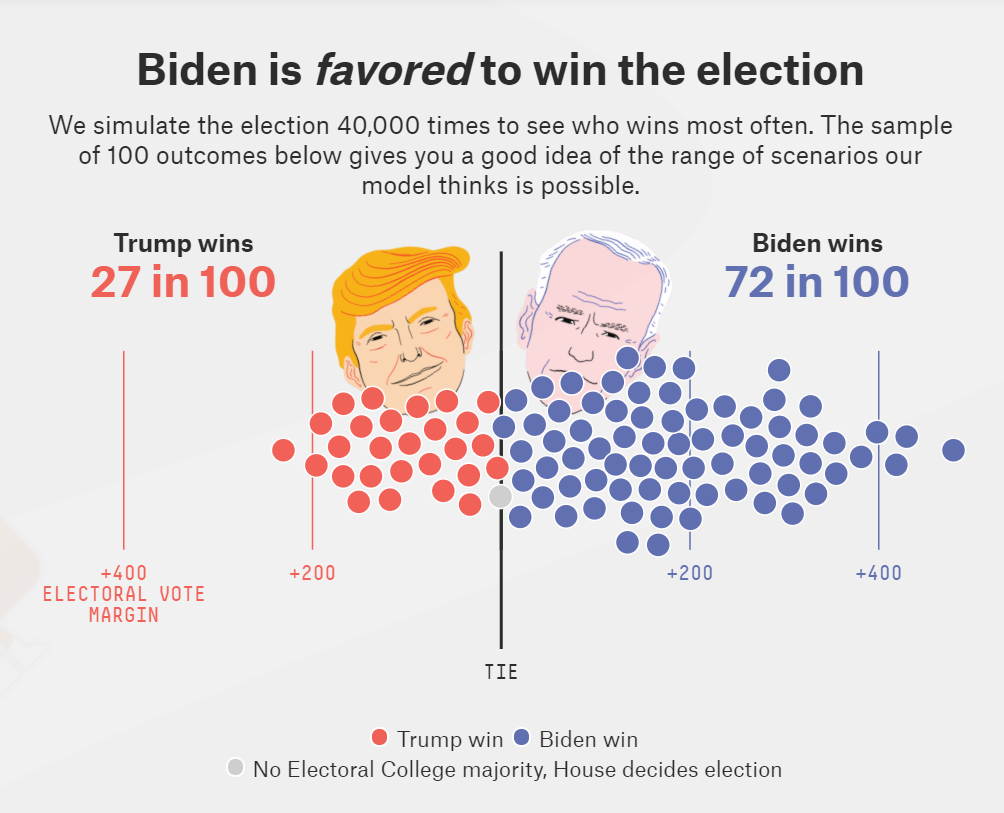 Biden is favored to win the election
We simulate the election 40,000 times to see who wins most often. The sample
of 100 outcomes below gives you a good idea of the range of scenarios our
model thinks is possible.
Trump wins
27 in 100
Biden wins
72 in 100
+400
ELECTORAL VOTE
MARGIN
+200
+200
+400
TIE
Trump win
Biden win
No Electoral College majority, House decides election